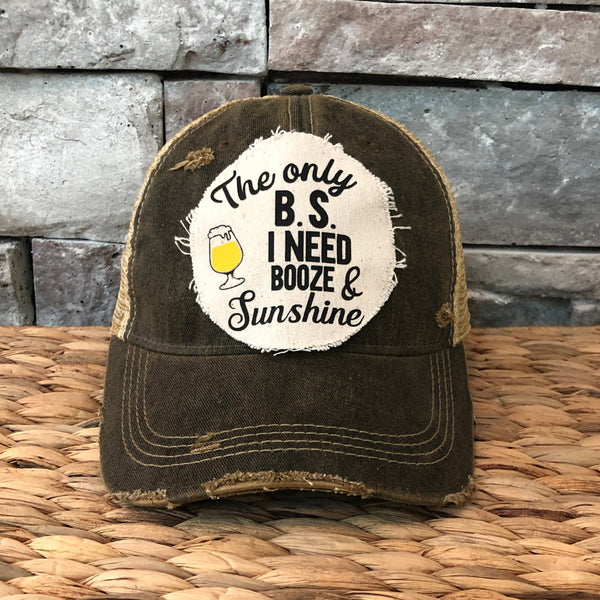 The only
B.S.
I NEED
BOOZE &
Sunshine